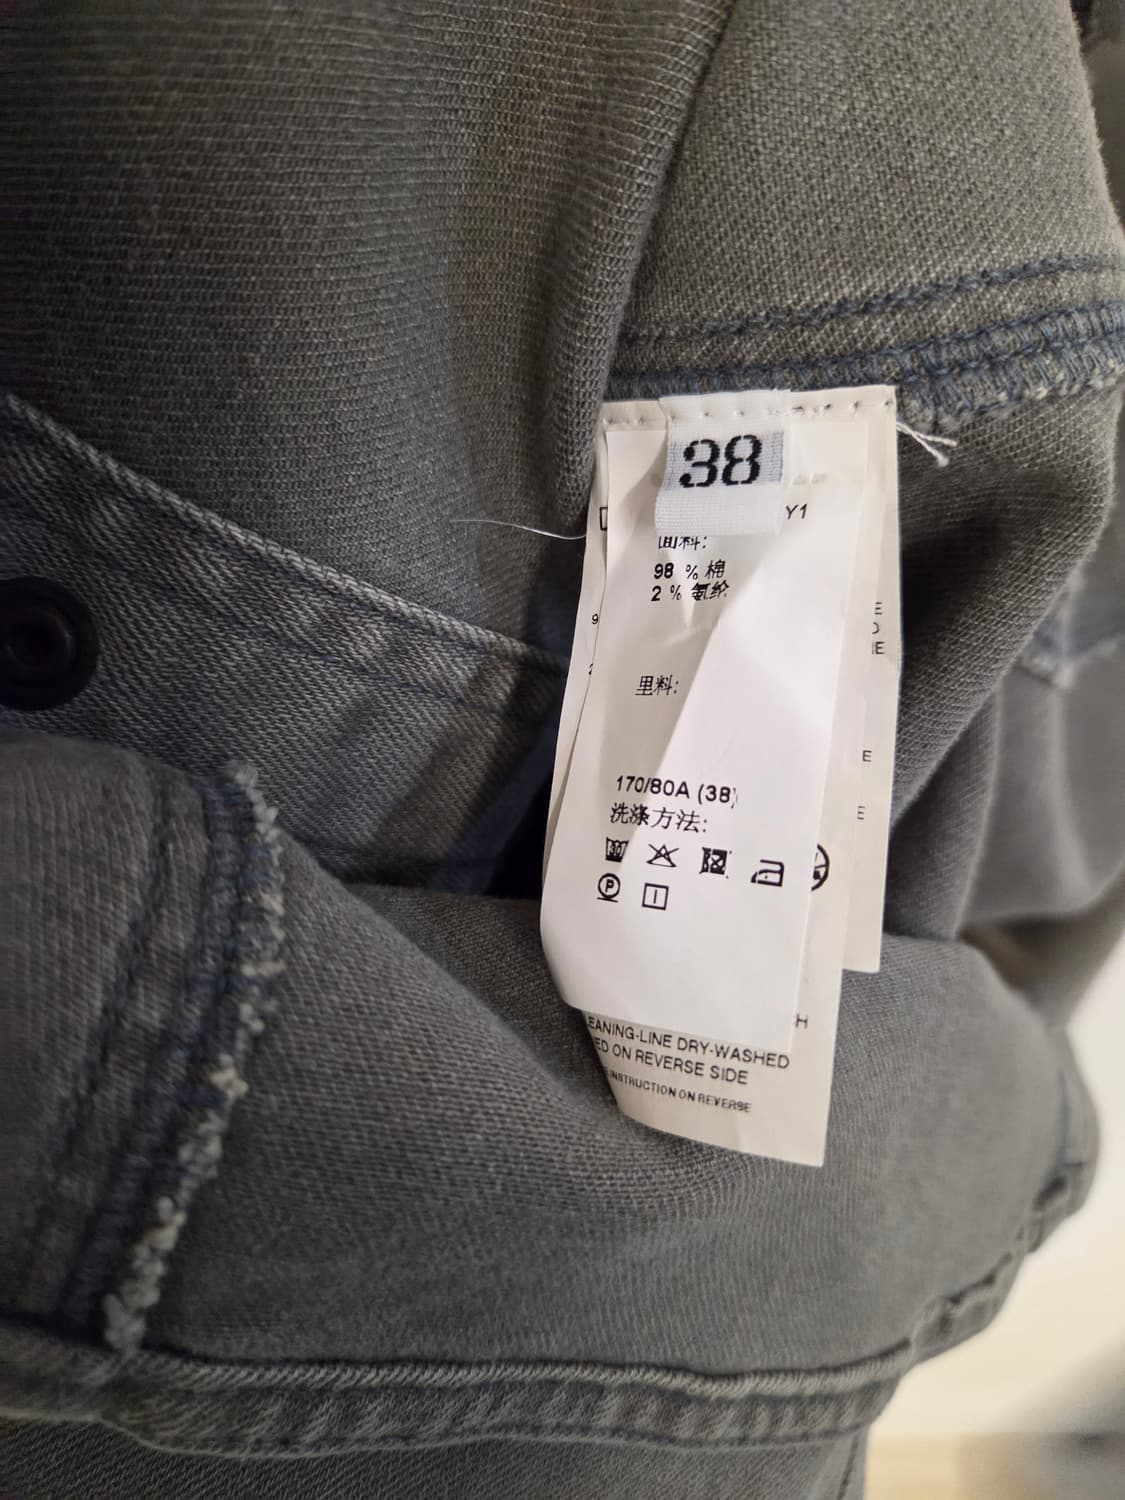 38
Y1
面料:
98 % 棉
2 % 氨纶
里料:
170/80A (38)
洗涤方法:
P
EANING-LINE DRY-WASHED
ED ON REVERSE SIDE
INSTRUCTION ON REVERSE